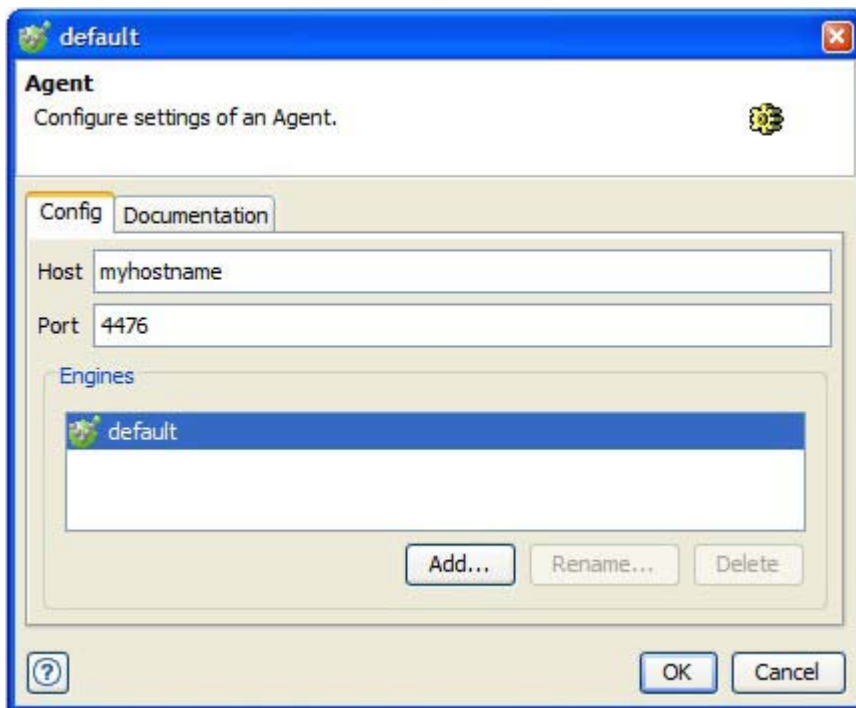 default
Agent
Configure settings of an Agent.
Config Documentation
Host myhostname
Port 4476
Engines
default
Add... Rename... Delete
? OK Cancel